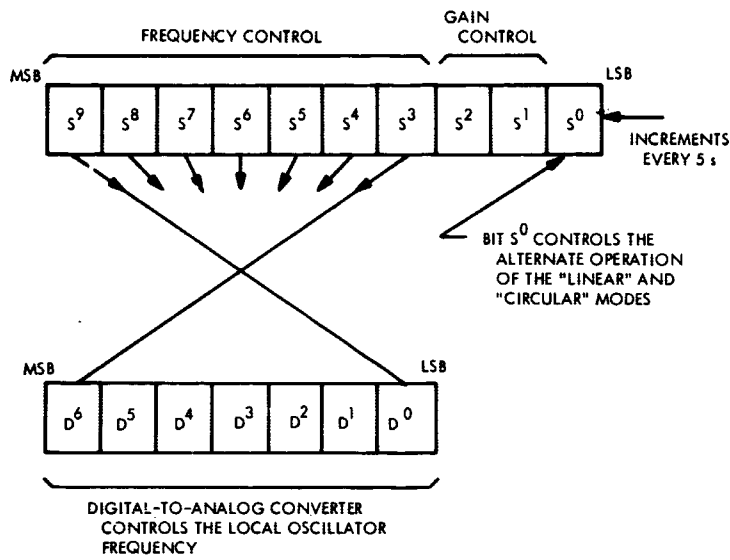 GAIN
CONTROL
FREQUENCY CONTROL
MSB
LSB
S⁹ S⁸ S⁷ S⁶ S⁵ S⁴ S³ S² S¹ S⁰
INCREMENTS
EVERY 5 s
BIT S⁰ CONTROLS THE
ALTERNATE OPERATION
OF THE "LINEAR" AND
"CIRCULAR" MODES
MSB
LSB
D⁶ D⁵ D⁴ D³ D² D¹ D⁰
DIGITAL-TO-ANALOG CONVERTER
CONTROLS THE LOCAL OSCILLATOR
FREQUENCY